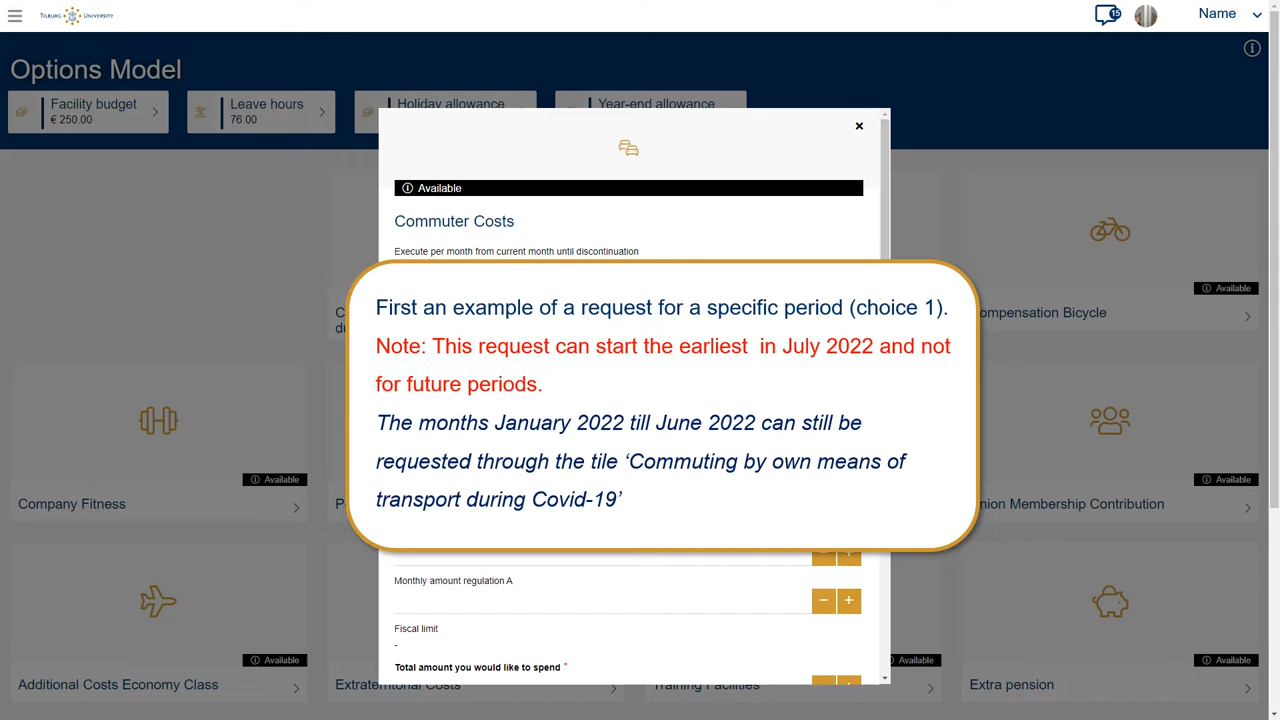 TILBURG UNIVERSITY
15
Name
Options Model
Facility budget
€ 250.00
Leave hours
76.00
Holiday allowance
Year-end allowance
Available
Commuter Costs
Execute per month from current month until discontinuation
Available
Compensation Bicycle
First an example of a request for a specific period (choice 1).
Note: This request can start the earliest in July 2022 and not
for future periods.
The months January 2022 till June 2022 can still be
requested through the tile ‘Commuting by own means of
transport during Covid-19’
Available
Company Fitness
Available
Union Membership Contribution
Monthly amount regulation A
Fiscal limit
-
Total amount you would like to spend *
Available
Additional Costs Economy Class
Extraterritorial Costs
Available
Training Facilities
Available
Extra pension